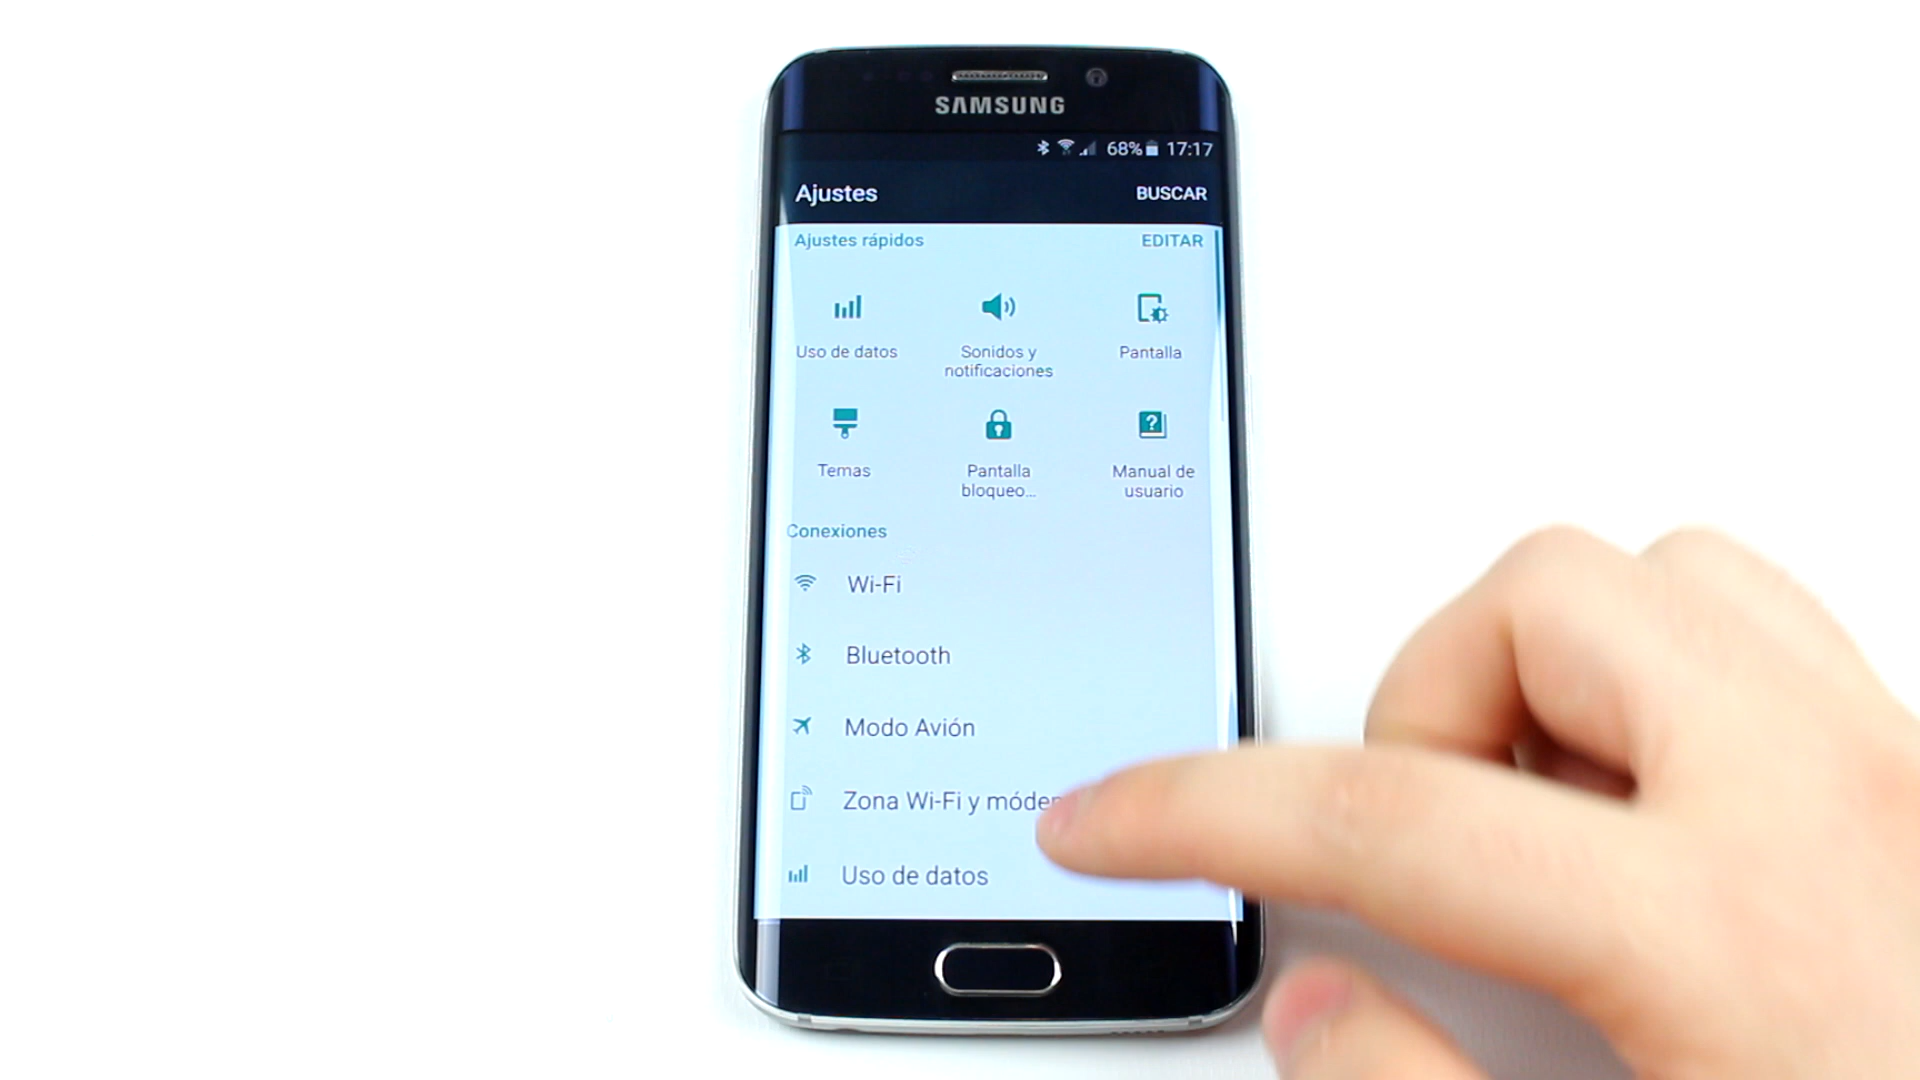 SAMSUNG
68% 17:17
Ajustes BUSCAR
Ajustes rápidos EDITAR
Uso de datos
Sonidos y
notificaciones
Pantalla
Temas
Pantalla
bloqueo...
Manual de
usuario
Conexiones
Wi-Fi
Bluetooth
Modo Avión
Zona Wi-Fi y
Uso de datos